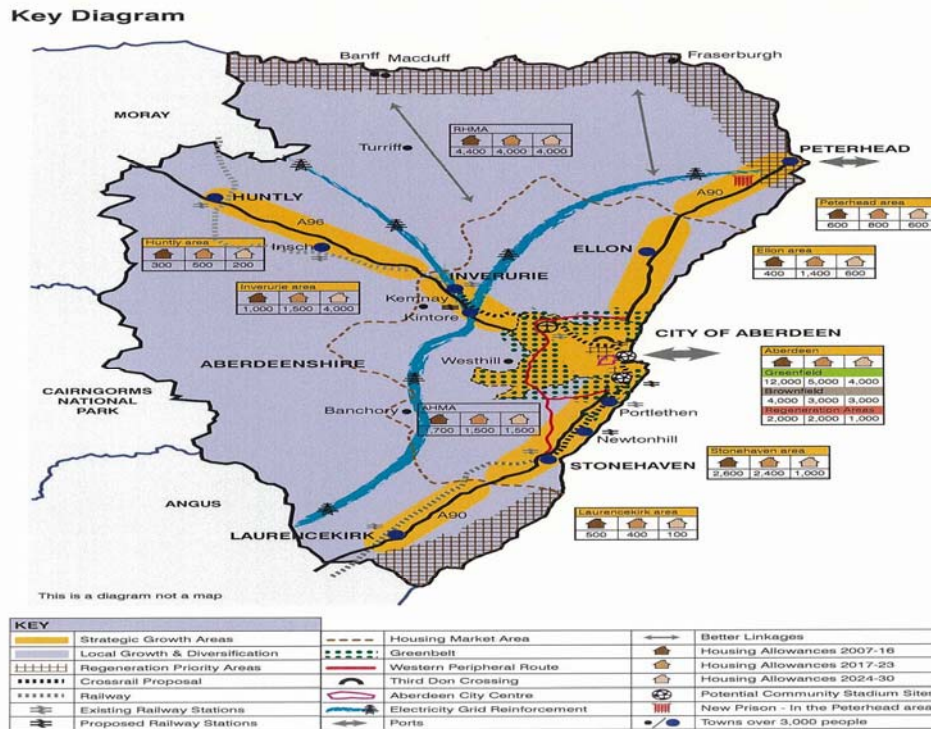 Key Diagram
Banff
Macduff
Fraserburgh
MORAY
RHMA
4,400 4,000 4,000
Turriff
PETERHEAD
HUNTLY
A90
A96
Peterhead area
600 800 600
Huntly area
300 500 200
Insch
ELLON
Ellon area
400 1,400 600
INVERURIE
Inverurie area
1,000 1,500 4,000
Kemnay
Kintore
CITY OF ABERDEEN
ABERDEENSHIRE
Westhill
Aberdeen
Greenfield
12,000 5,000 4,000
Brownfield
4,000 3,000 3,000
Regeneration Areas
2,000 2,000 1,000
CAIRNGORMS
NATIONAL
PARK
Banchory
AHMA
1,500 1,500
Portlethen
Newtonhill
STONEHAVEN
Stonehaven area
2,600 2,400 1,000
ANGUS
A90
LAURENCEKIRK
Laurencekirk area
500 400 100
This is a diagram not a map
KEY
Strategic Growth Areas
Housing Market Area
Better Linkages
Local Growth & Diversification
Greenbelt
Housing Allowances 2007-16
Regeneration Priority Areas
Western Peripheral Route
Housing Allowances 2017-23
Crossrail Proposal
Third Don Crossing
Housing Allowances 2024-30
Railway
Aberdeen City Centre
Potential Community Stadium Sites
Existing Railway Stations
Electricity Grid Reinforcement
New Prison - In the Peterhead area
Proposed Railway Stations
Ports
Towns over 3,000 people